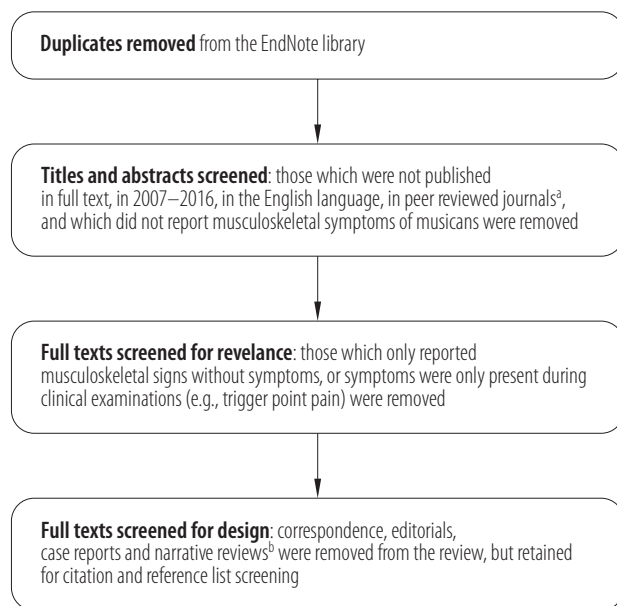 Duplicates removed from the EndNote library
Titles and abstracts screened: those which were not published
in full text, in 2007–2016, in the English language, in peer reviewed journalsᵃ,
and which did not report musculoskeletal symptoms of musicans were removed
Full texts screened for revelance: those which only reported
musculoskeletal signs without symptoms, or symptoms were only present during
clinical examinations (e.g., trigger point pain) were removed
Full texts screened for design: correspondence, editorials,
case reports and narrative reviewsᵇ were removed from the review, but retained
for citation and reference list screening